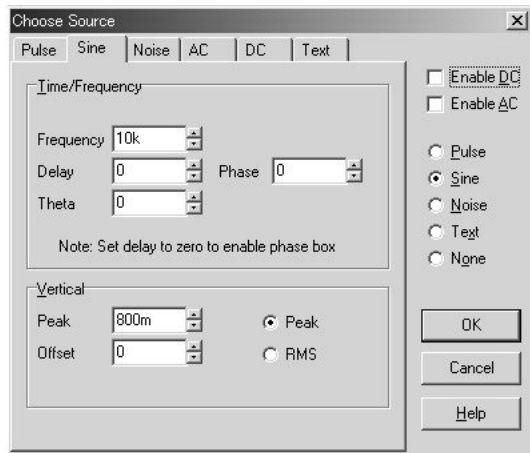 Choose Source
Pulse Sine Noise AC DC Text
Time/Frequency
Frequency 10k
Delay 0 Phase 0
Theta 0
Note: Set delay to zero to enable phase box
Vertical
Peak 800m Peak
Offset 0 RMS
Enable DC
Enable AC
Pulse
Sine
Noise
Text
None
OK
Cancel
Help